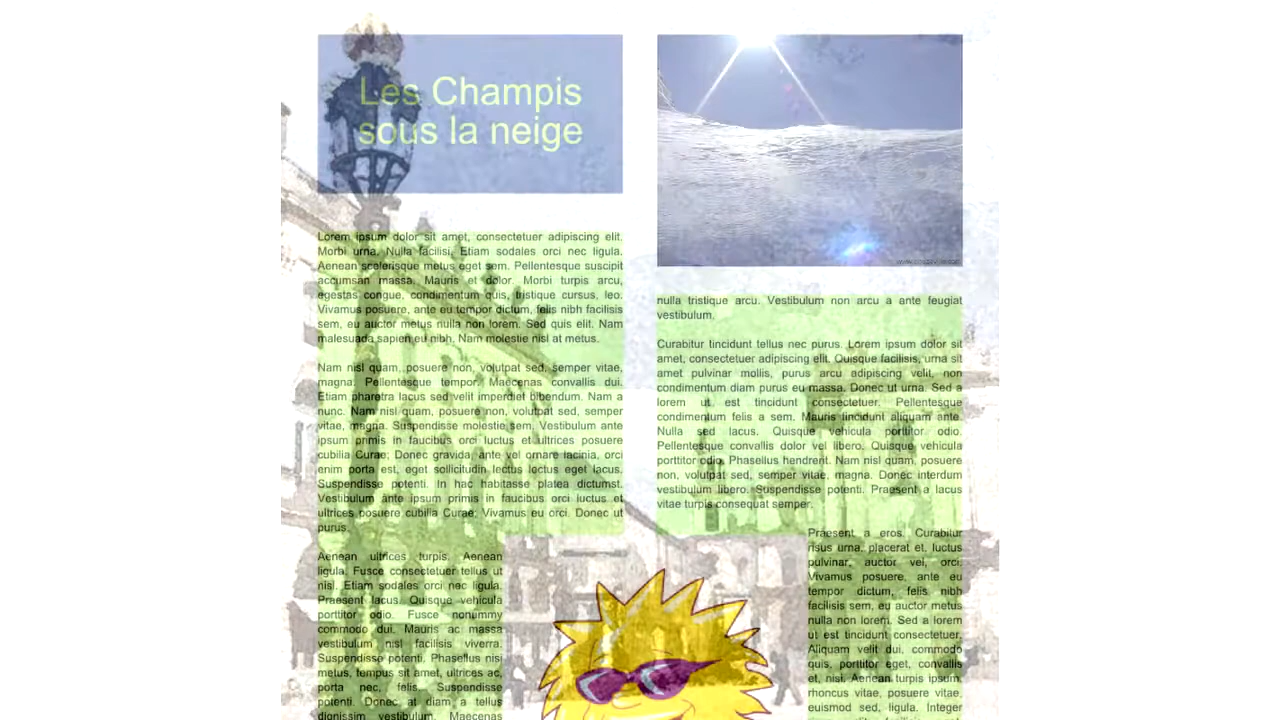 Les Champis
sous la neige
Lorem ipsum dolor sit amet, consectetuer adipiscing elit.
Morbi urna. Nulla facilisi. Etiam sodales orci nec ligula.
Aenean scelerisque metus eget sem. Pellentesque suscipit
accumsan massa. Mauris et dolor. Morbi turpis arcu,
egestas congue, condimentum quis, tristique cursus, leo.
Vivamus posuere, ante eu tempor dictum, felis nibh facilisis
sem, eu auctor metus nulla non lorem. Sed quis elit. Nam
malesuada sapien eu nibh. Nam molestie nisl at metus.
Nam nisl quam, posuere non, volutpat sed, semper vitae,
magna. Pellentesque tempor. Maecenas convallis dui.
Etiam pharetra lacus sed velit imperdiet bibendum. Nam a
nunc. Nam nisl quam, posuere non, volutpat sed, semper
vitae, magna. Suspendisse molestie sem. Vestibulum ante
ipsum primis in faucibus orci luctus et ultrices posuere
cubilia Curae; Donec gravida, ante vel ornare lacinia, orci
enim porta est, eget sollicitudin lectus lectus eget lacus.
Suspendisse potenti. In hac habitasse platea dictumst.
Vestibulum ante ipsum primis in faucibus orci luctus et
ultrices posuere cubilia Curae; Vivamus eu orci. Donec ut
purus.
Aenean ultrices turpis. Aenean
ligula. Fusce consectetuer tellus ut
nisl. Etiam sodales orci nec ligula.
Praesent lacus. Quisque vehicula
porttitor odio. Fusce nonummy
commodo dui. Mauris ac massa
vestibulum nisl facilisis viverra.
Suspendisse potenti. Phasellus nisi
metus, tempus sit amet, ultrices ac,
porta nec, felis. Suspendisse
potenti. Donec at diam a tellus
dignissim vestibulum. Maecenas
nulla tristique arcu. Vestibulum non arcu a ante feugiat
vestibulum.
Curabitur tincidunt tellus nec purus. Lorem ipsum dolor sit
amet, consectetuer adipiscing elit. Quisque facilisis, urna sit
amet pulvinar mollis, purus arcu adipiscing velit, non
condimentum diam purus eu massa. Donec ut urna. Sed a
lorem ut est tincidunt consectetuer. Pellentesque
condimentum felis a sem. Mauris tincidunt aliquam ante.
Nulla sed lacus. Quisque vehicula porttitor odio.
Pellentesque convallis dolor vel libero. Quisque vehicula
porttitor odio. Phasellus hendrerit. Nam nisl quam, posuere
non, volutpat sed, semper vitae, magna. Donec interdum
vestibulum libero. Suspendisse potenti. Praesent a lacus
vitae turpis consequat semper.
Praesent a eros. Curabitur
risus urna, placerat et, luctus
pulvinar, auctor vel, orci.
Vivamus posuere, ante eu
tempor dictum, felis nibh
facilisis sem, eu auctor metus
nulla non lorem. Sed a lorem
ut est tincidunt consectetuer.
Aliquam velit dui, commodo
quis, porttitor eget, convallis
et, nisi. Aenean turpis ipsum,
rhoncus vitae, posuere vitae,
euismod sed, ligula. Integer